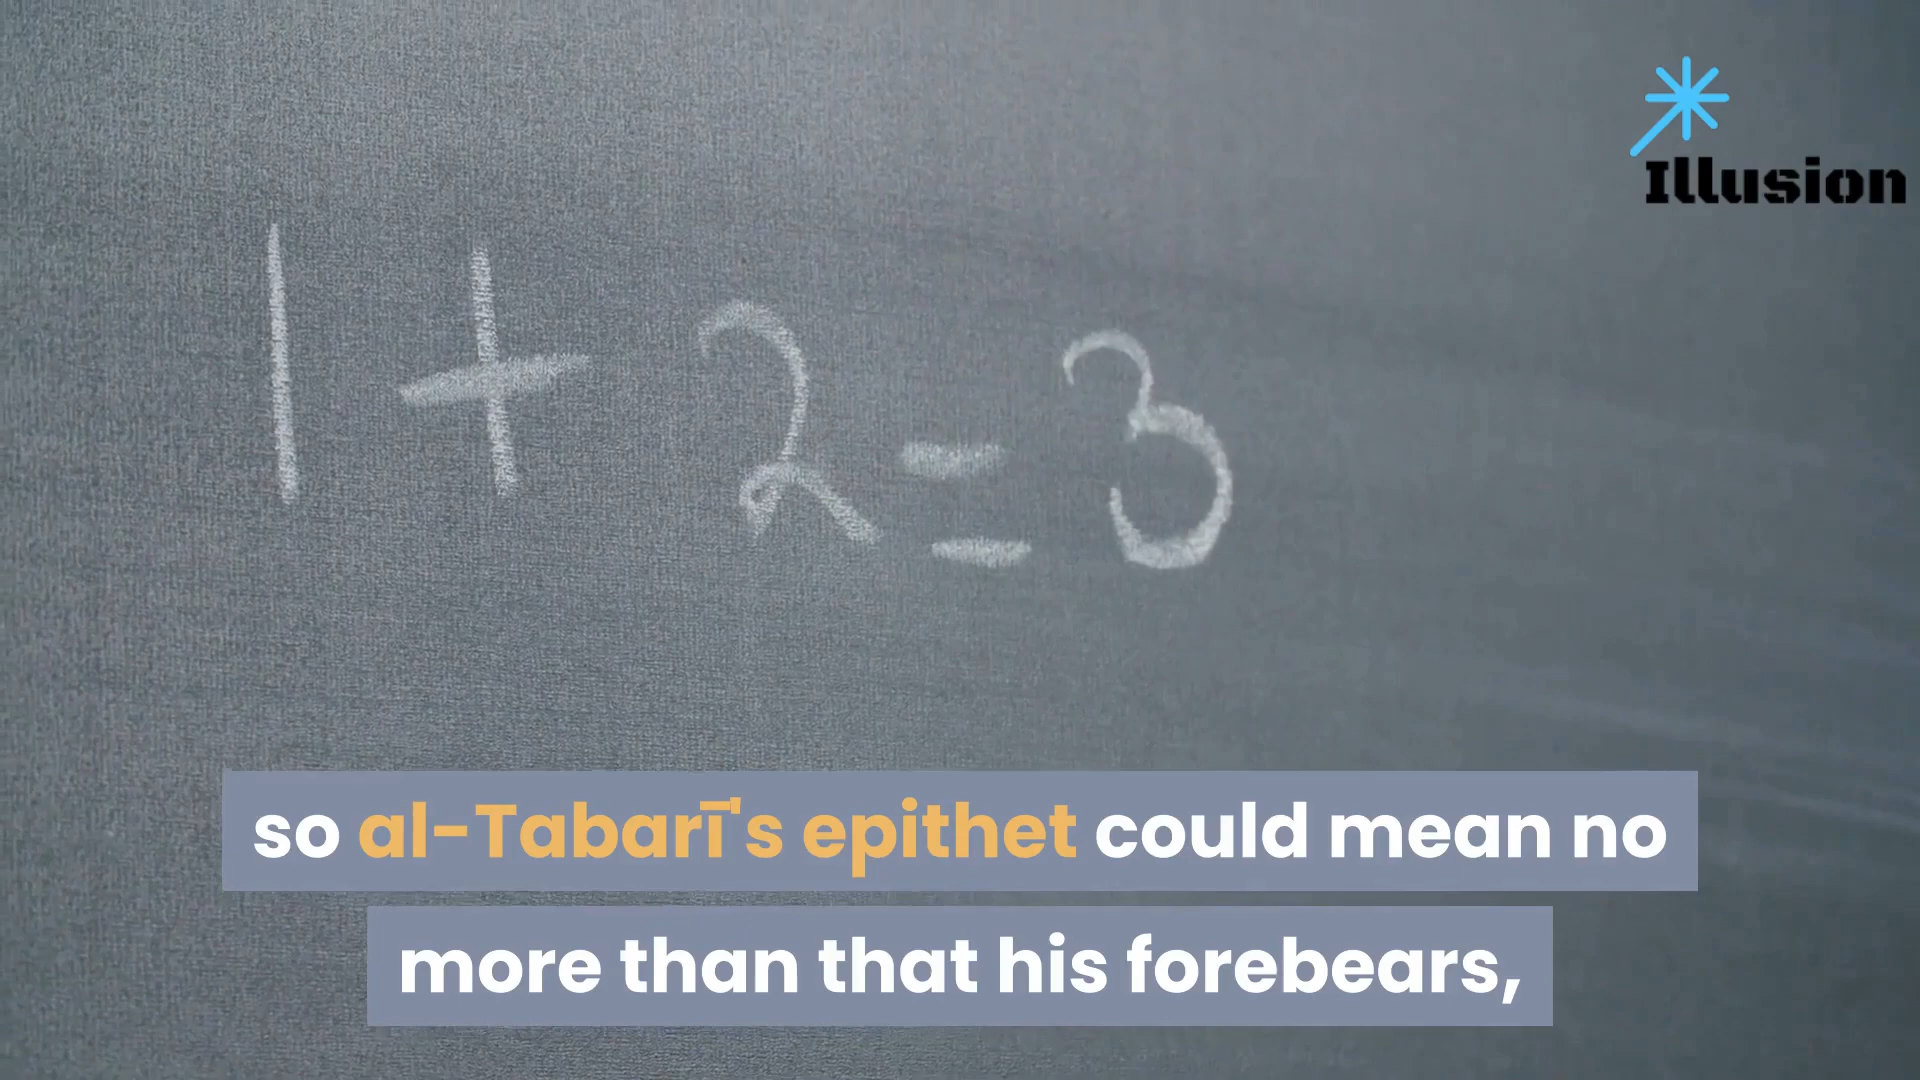 Illusion
1 + 2 = 3
so al-Tabarī's epithet could mean no
more than that his forebears,